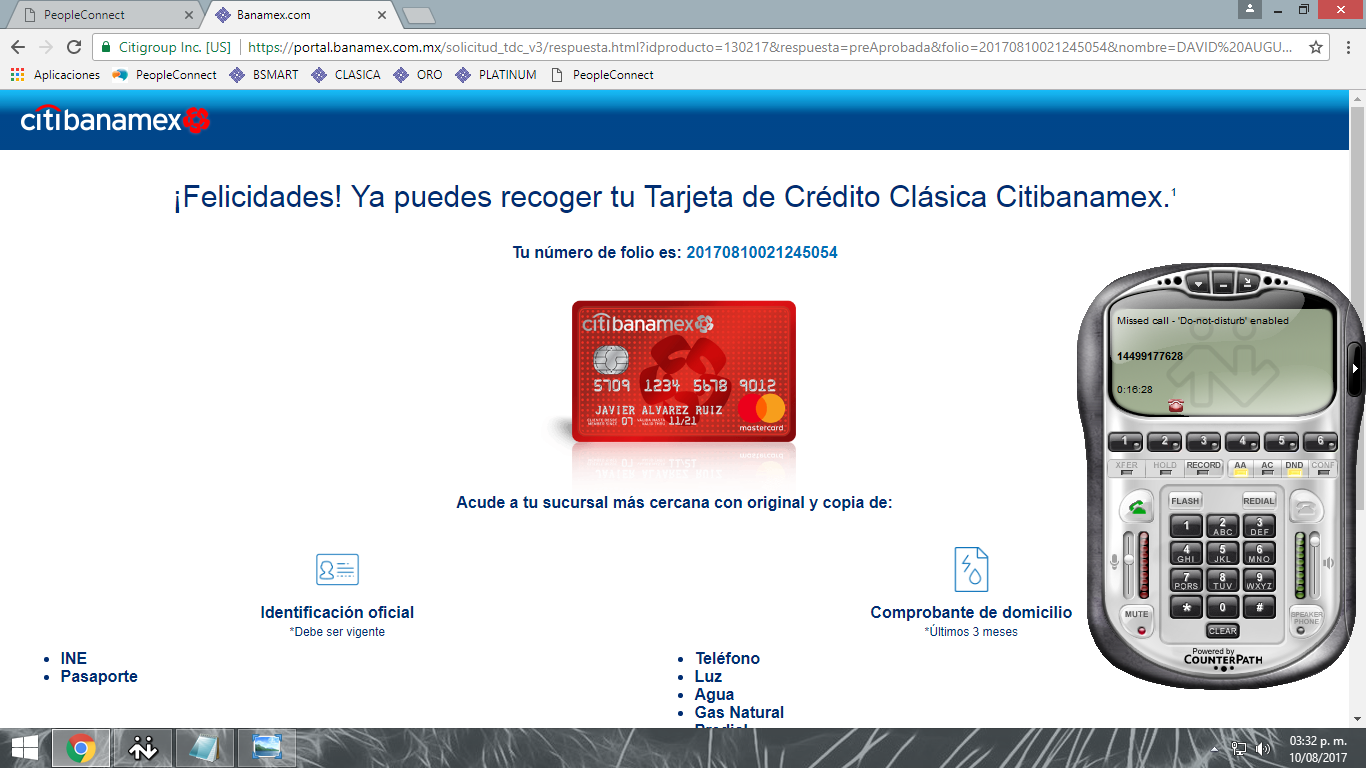 PeopleConnect
Banamex.com
Citigroup Inc. [US]
https://portal.banamex.com.mx/solicitud_tdc_v3/respuesta.html?idproducto=130217&respuesta=preAprobada&folio=20170810021245054&nombre=DAVID%20AUGU...
Aplicaciones PeopleConnect BSMART CLASICA ORO PLATINUM PeopleConnect
citibanamex
¡Felicidades! Ya puedes recoger tu Tarjeta de Crédito Clásica Citibanamex.1
Tu número de folio es: 20170810021245054
citibanamex
5709 1234 5678 9012
JAVIER ALVAREZ RUIZ
07 11/21
mastercard
Acude a tu sucursal más cercana con original y copia de:
Identificación oficial
*Debe ser vigente
• INE
• Pasaporte
Comprobante de domicilio
*Últimos 3 meses
• Teléfono
• Luz
• Agua
• Gas Natural
• Predial
Missed call - 'Do-not-disturb' enabled
14499177628
0:16:28
1 2 3 4 5 6
XFER HOLD RECORD AA AC DND CONF
FLASH REDIAL
1 2 ABC 3 DEF
4 GHI 5 JKL 6 MNO
7 PQRS 8 TUV 9 WXYZ
* 0 #
MUTE
SPEAKER PHONE
CLEAR
Powered by
COUNTERPATH
03:32 p. m.
10/08/2017